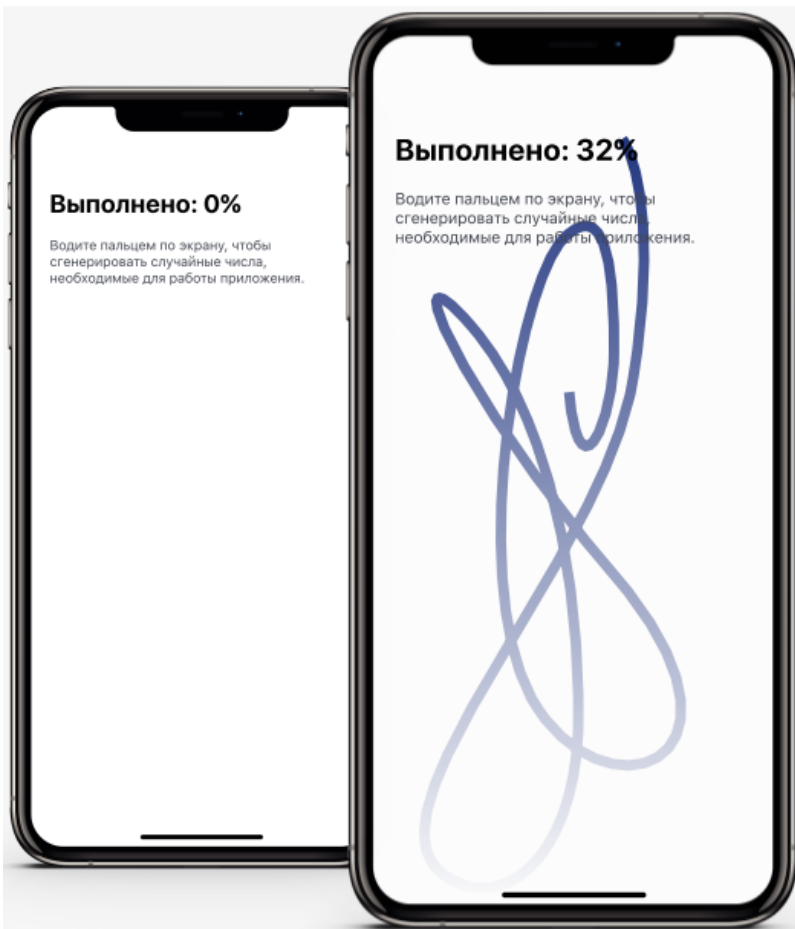 Выполнено: 0%
Водите пальцем по экрану, чтобы
сгенерировать случайные числа,
необходимые для работы приложения.
Выполнено: 32%
Водите пальцем по экрану, чтобы
сгенерировать случайные числа,
необходимые для работы приложения.